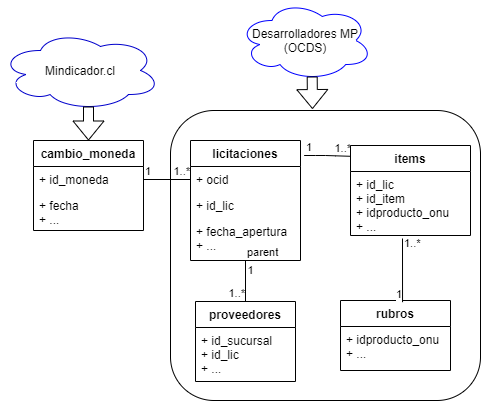 Desarrolladores MP
(OCDS)
Mindicador.cl
cambio_moneda
+ id_moneda
+ fecha
+ ...
1
1..*
licitaciones
+ ocid
+ id_lic
+ fecha_apertura
+ ...
parent
1
1..*
items
+ id_lic
+ id_item
+ idproducto_onu
+ ...
1
1..*
proveedores
+ id_sucursal
+ id_lic
+ ...
1..*
1
rubros
+ idproducto_onu
+ ...